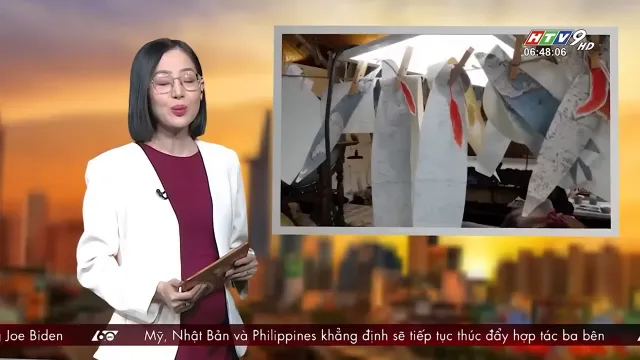 HTV9 HD
06:48:06
g Joe Biden 60 Mỹ, Nhật Bản và Philippines khẳng định sẽ tiếp tục thúc đẩy hợp tác ba bên